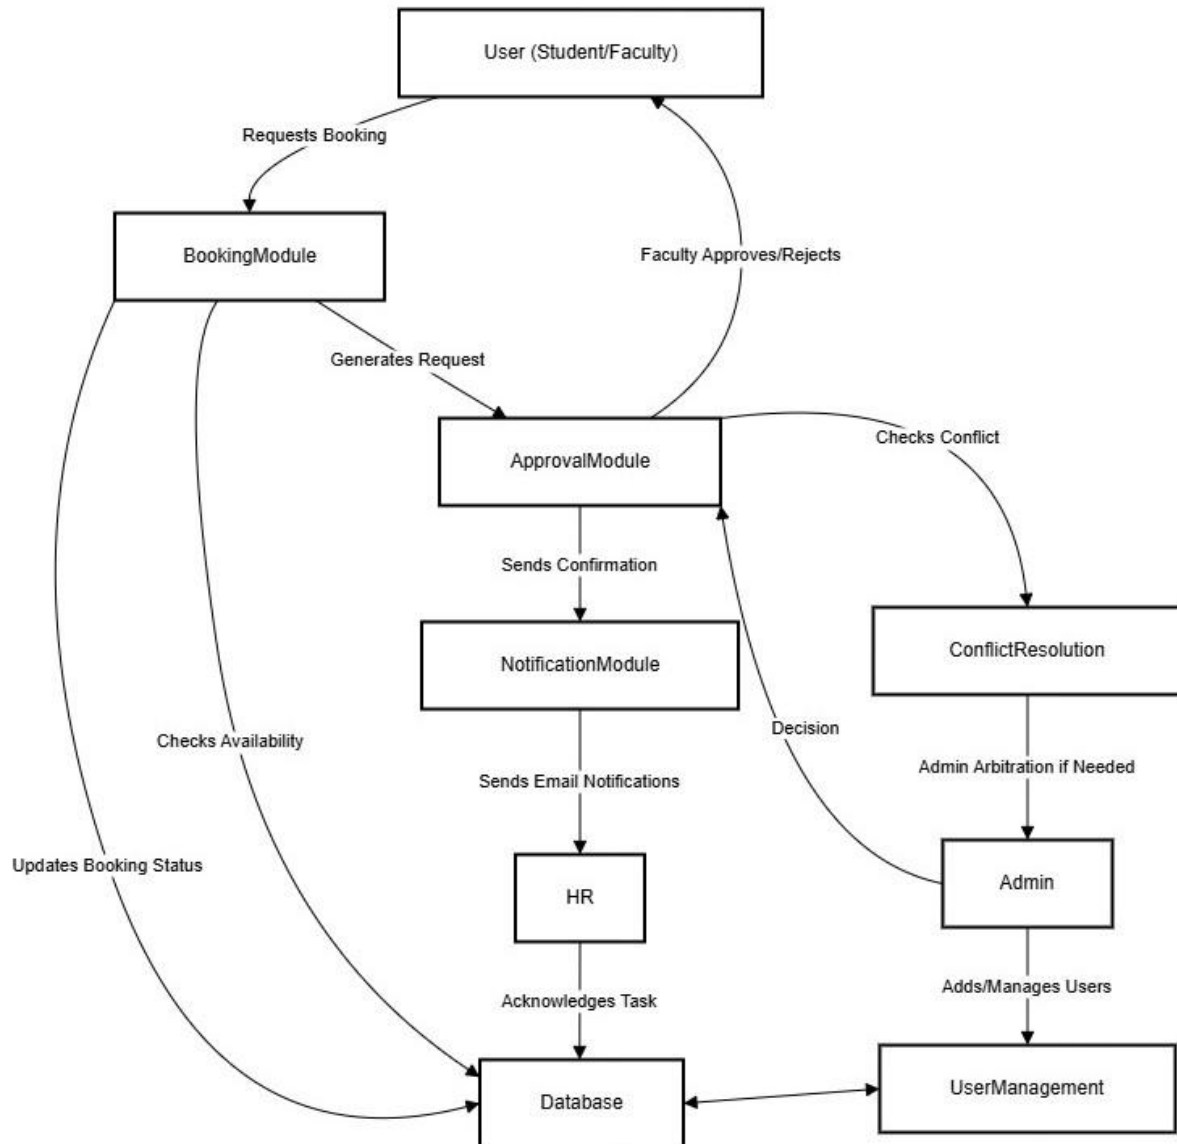 User (Student/Faculty)
Requests Booking
BookingModule
Faculty Approves/Rejects
Generates Request
Checks Conflict
ApprovalModule
Sends Confirmation
ConflictResolution
NotificationModule
Decision
Checks Availability
Admin Arbitration if Needed
Sends Email Notifications
Updates Booking Status
Admin
HR
Adds/Manages Users
Acknowledges Task
UserManagement
Database